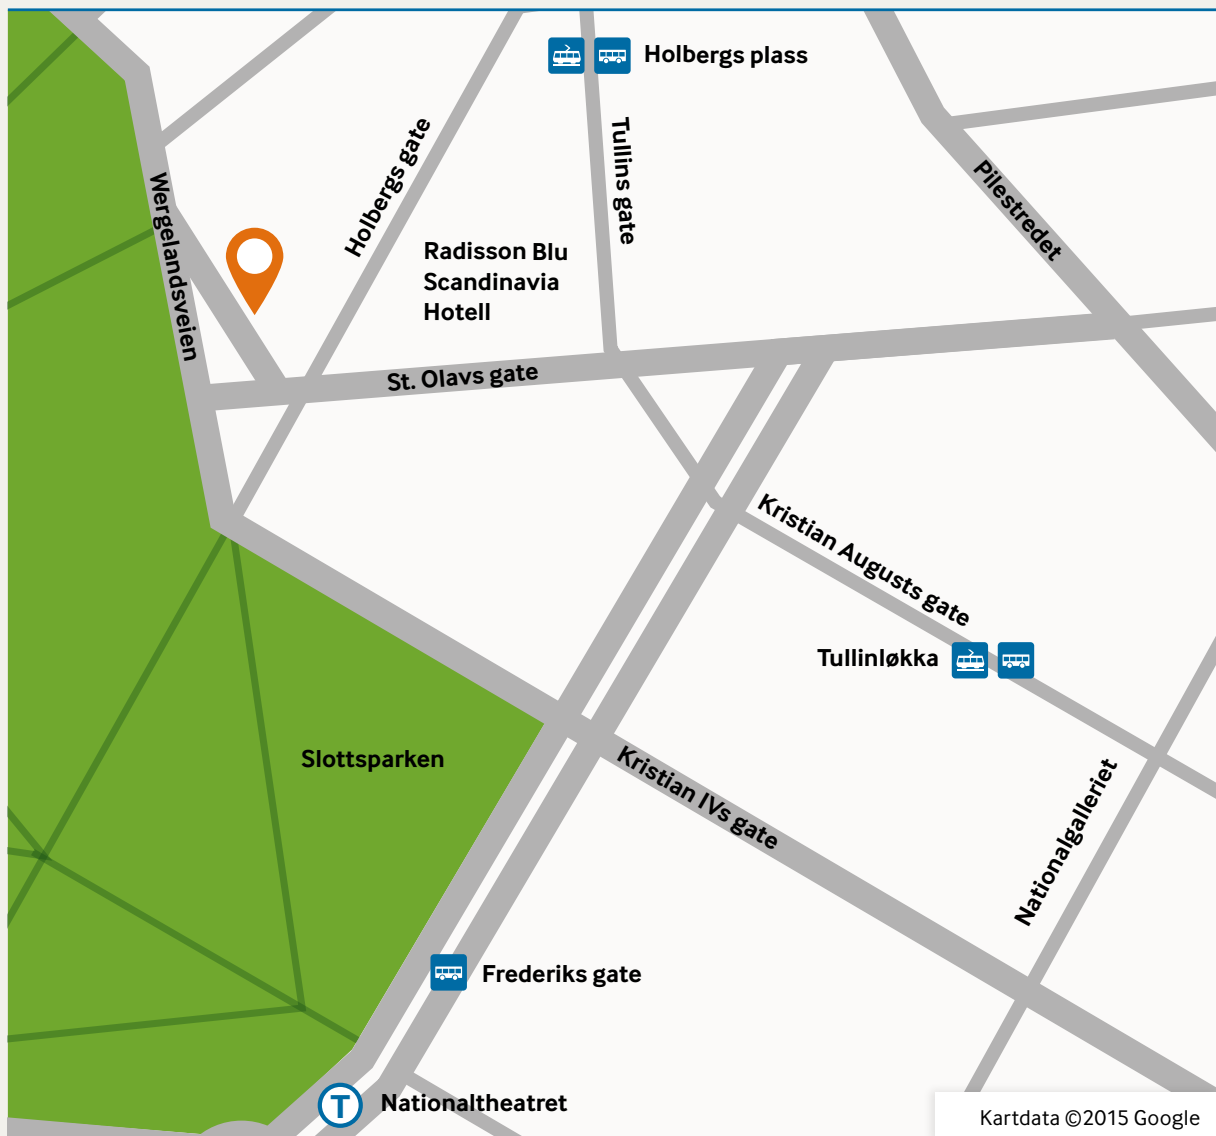 Holbergs plass
Tullins gate
Holbergs gate
Pilestredet
Wergelandsveien
Radisson Blu
Scandinavia
Hotell
St. Olavs gate
Kristian Augusts gate
Tullinløkka
Slottsparken
Kristian IVs gate
Nationalgalleriet
Frederiks gate
T
Nationaltheatret
Kartdata ©2015 Google